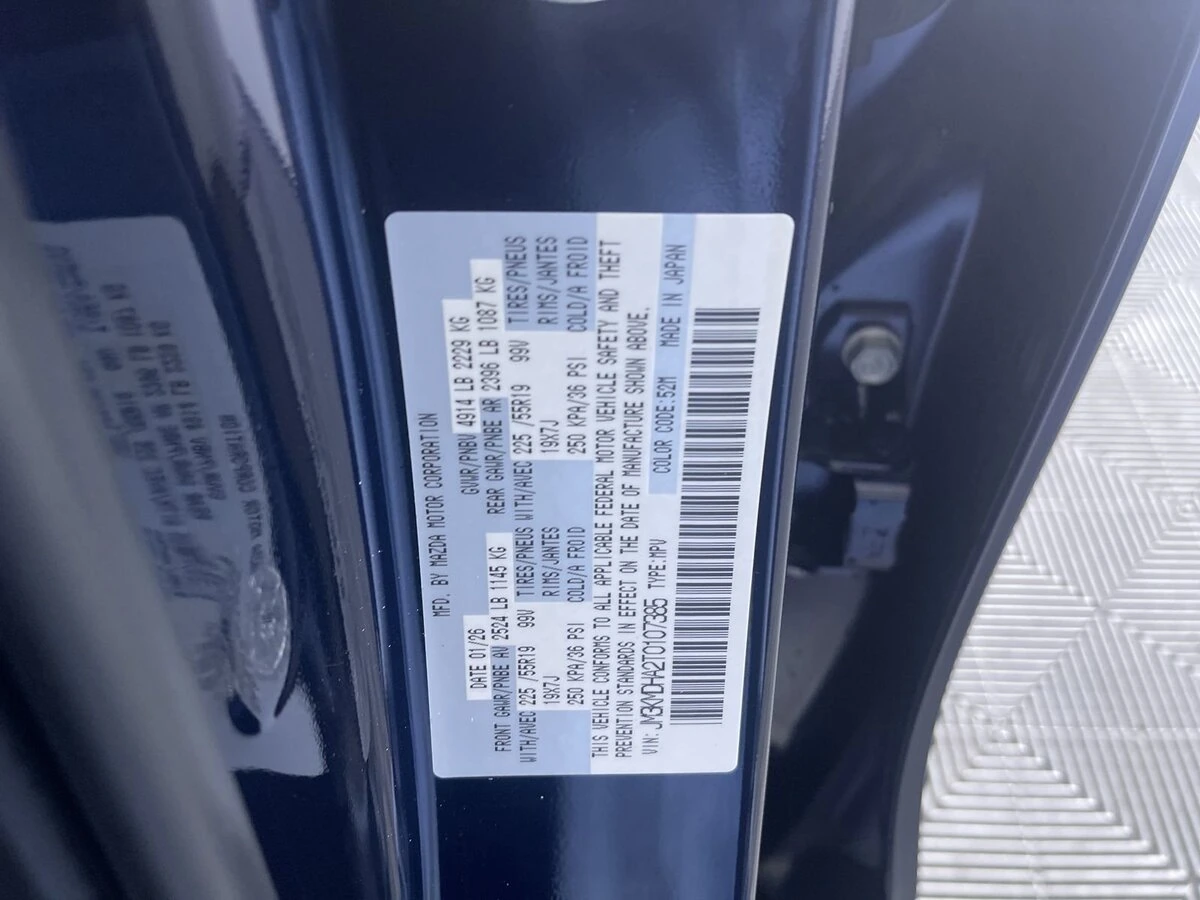 MFD. BY MAZDA MOTOR CORPORATION
DATE 01/26 GVWR/PNBV 4914 LB 2229 KG
FRONT GAWR/PNBE AV 2524 LB 1145 KG REAR GAWR/PNBE AR 2396 LB 1087 KG
WITH/AVEC 225 /55R19 99V TIRES/PNEUS WITH/AVEC 225 /55R19 99V TIRES/PNEUS
19X7J RIMS/JANTES 19X7J RIMS/JANTES
250 KPA/36 PSI COLD/A FROID 250 KPA/36 PSI COLD/A FROID
THIS VEHICLE CONFORMS TO ALL APPLICABLE FEDERAL MOTOR VEHICLE SAFETY AND THEFT
PREVENTION STANDARDS IN EFFECT ON THE DATE OF MANUFACTURE SHOWN ABOVE.
VIN: JM3KMDHA2T0107385 TYPE:MPV COLOR CODE:52M MADE IN JAPAN